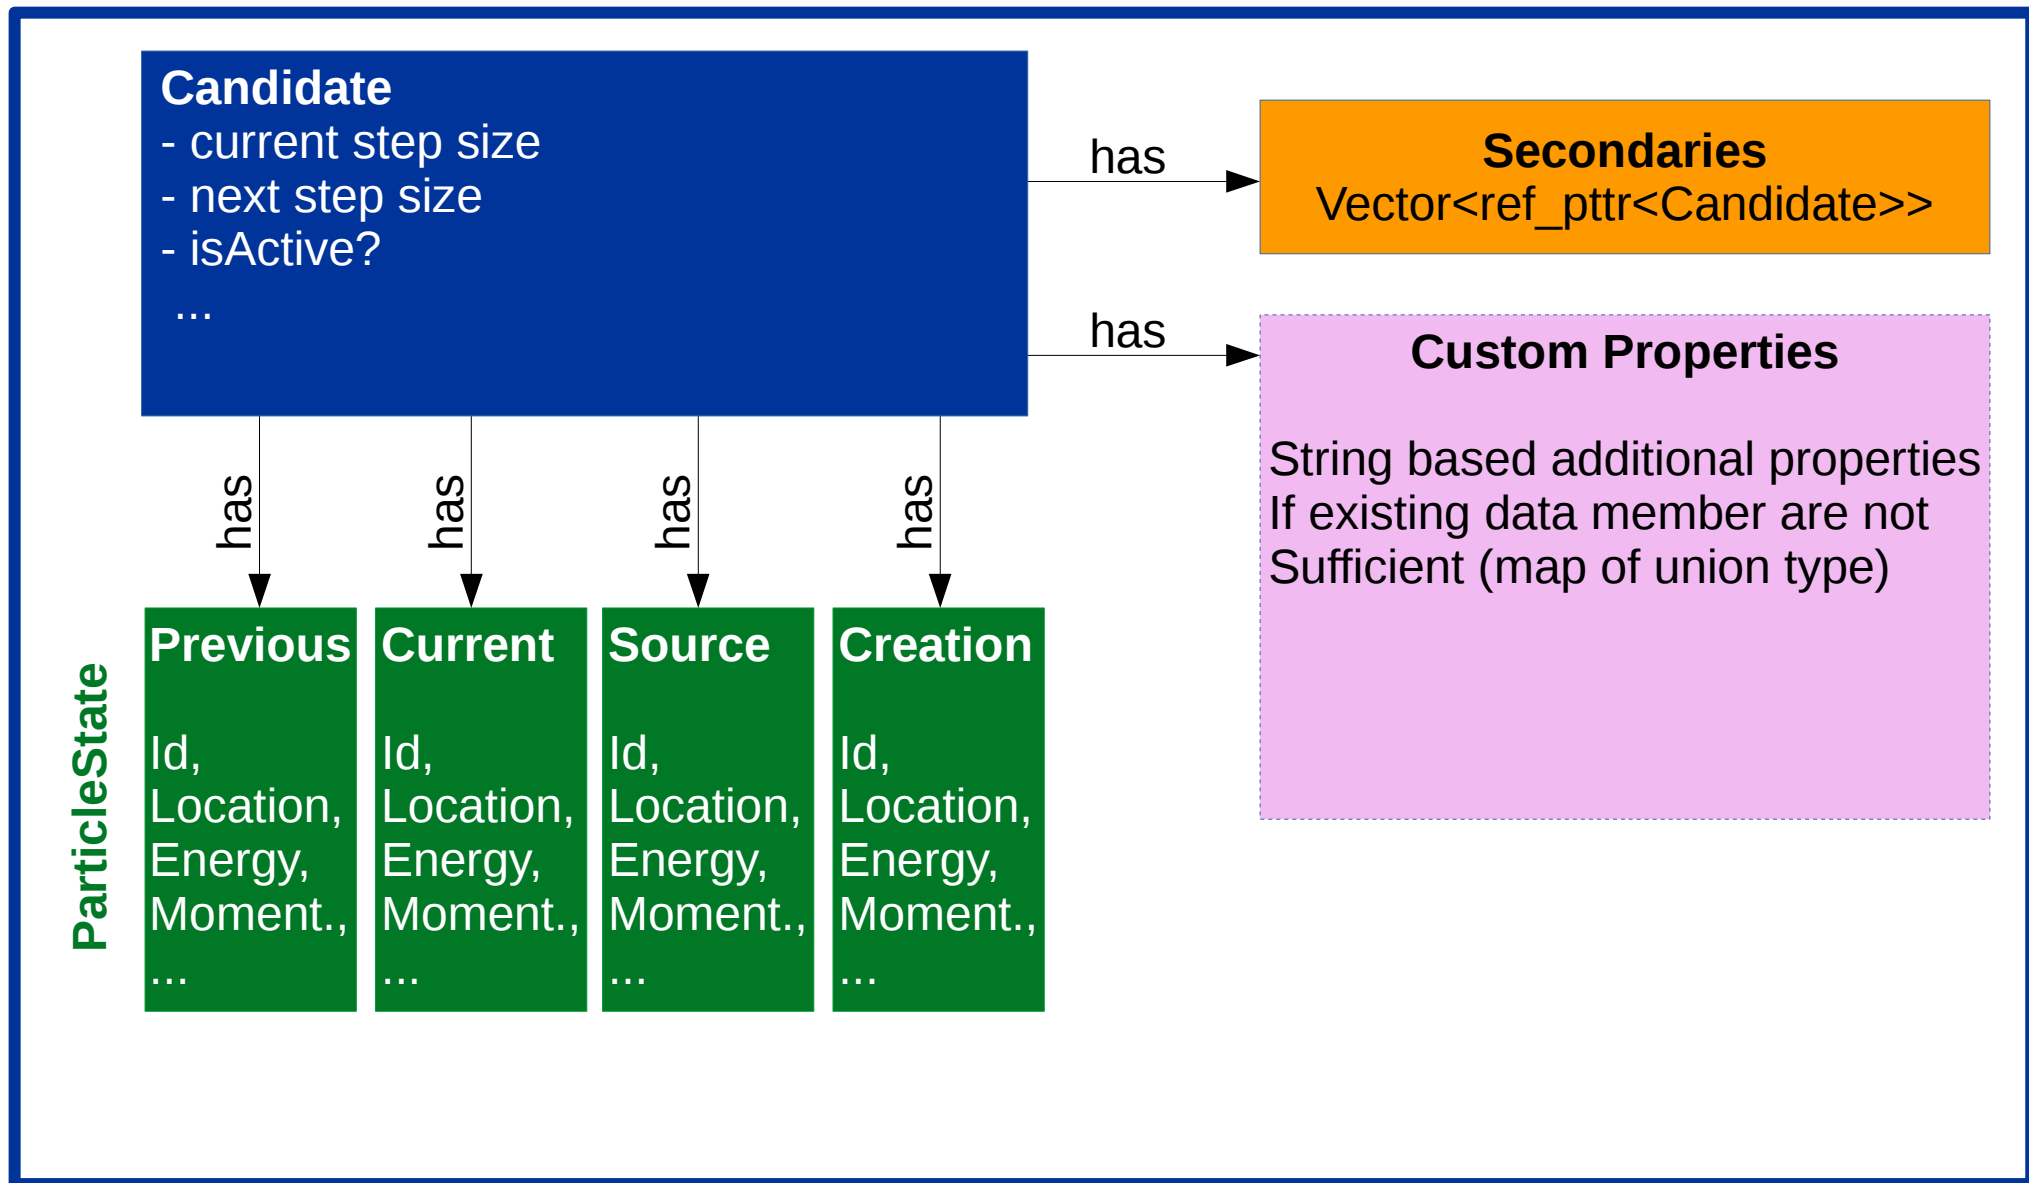 Candidate
- current step size
- next step size
- isActive?
...
has
Secondaries
Vector<ref_pttr<Candidate>>
has
Custom Properties
String based additional properties
If existing data member are not
Sufficient (map of union type)
has
has
has
has
ParticleState
Previous
Id,
Location,
Energy,
Moment.,
...
Current
Id,
Location,
Energy,
Moment.,
...
Source
Id,
Location,
Energy,
Moment.,
...
Creation
Id,
Location,
Energy,
Moment.,
...